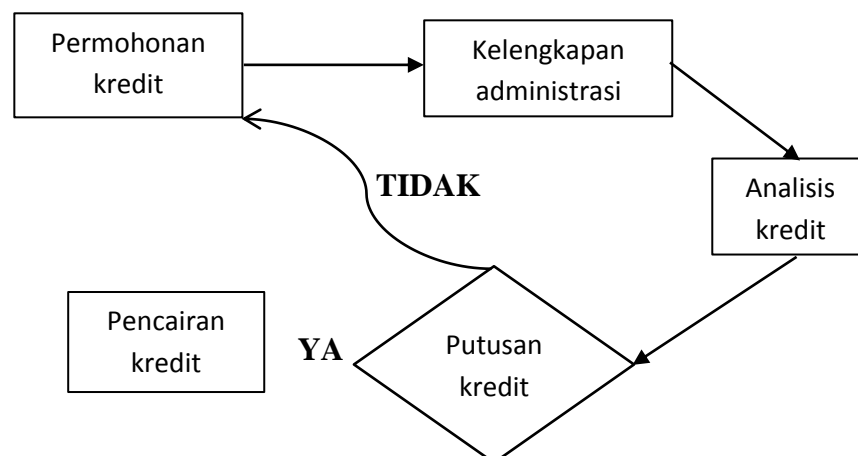 Permohonan
kredit
Kelengkapan
administrasi
Analisis
kredit
TIDAK
Putusan
kredit
YA
Pencairan
kredit